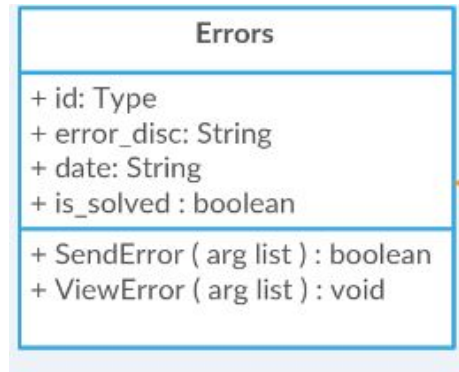 Errors
+ id: Type
+ error_disc: String
+ date: String
+ is_solved : boolean
+ SendError ( arg list ) : boolean
+ ViewError ( arg list ) : void